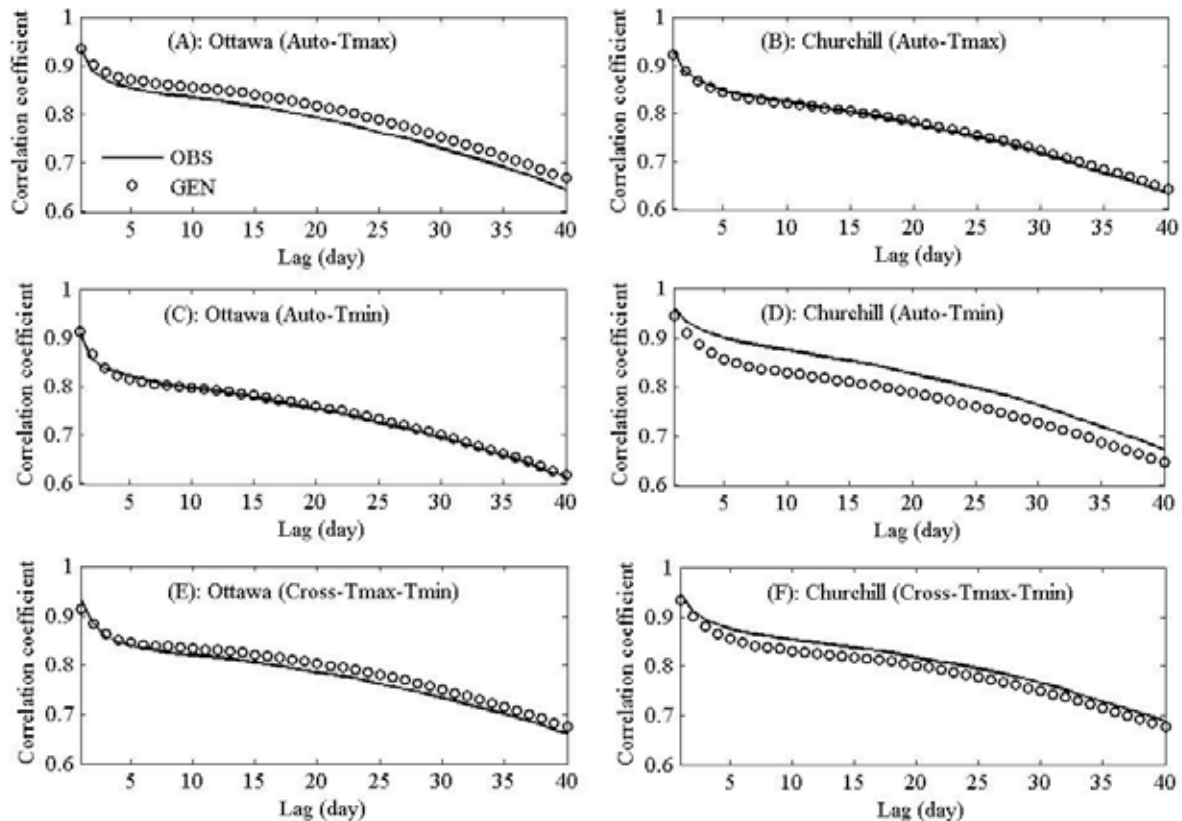 (A): Ottawa (Auto-Tmax)
Correlation coefficient
1
0.9
0.8
0.7
0.6
OBS
GEN
5 10 15 20 25 30 35 40
Lag (day)
(B): Churchill (Auto-Tmax)
Correlation coefficient
1
0.9
0.8
0.7
0.6
5 10 15 20 25 30 35 40
Lag (day)
(C): Ottawa (Auto-Tmin)
Correlation coefficient
1
0.9
0.8
0.7
0.6
5 10 15 20 25 30 35 40
Lag (day)
(D): Churchill (Auto-Tmin)
Correlation coefficient
1
0.9
0.8
0.7
0.6
5 10 15 20 25 30 35 40
Lag (day)
(E): Ottawa (Cross-Tmax-Tmin)
Correlation coefficient
1
0.9
0.8
0.7
0.6
5 10 15 20 25 30 35 40
Lag (day)
(F): Churchill (Cross-Tmax-Tmin)
Correlation coefficient
1
0.9
0.8
0.7
0.6
5 10 15 20 25 30 35 40
Lag (day)